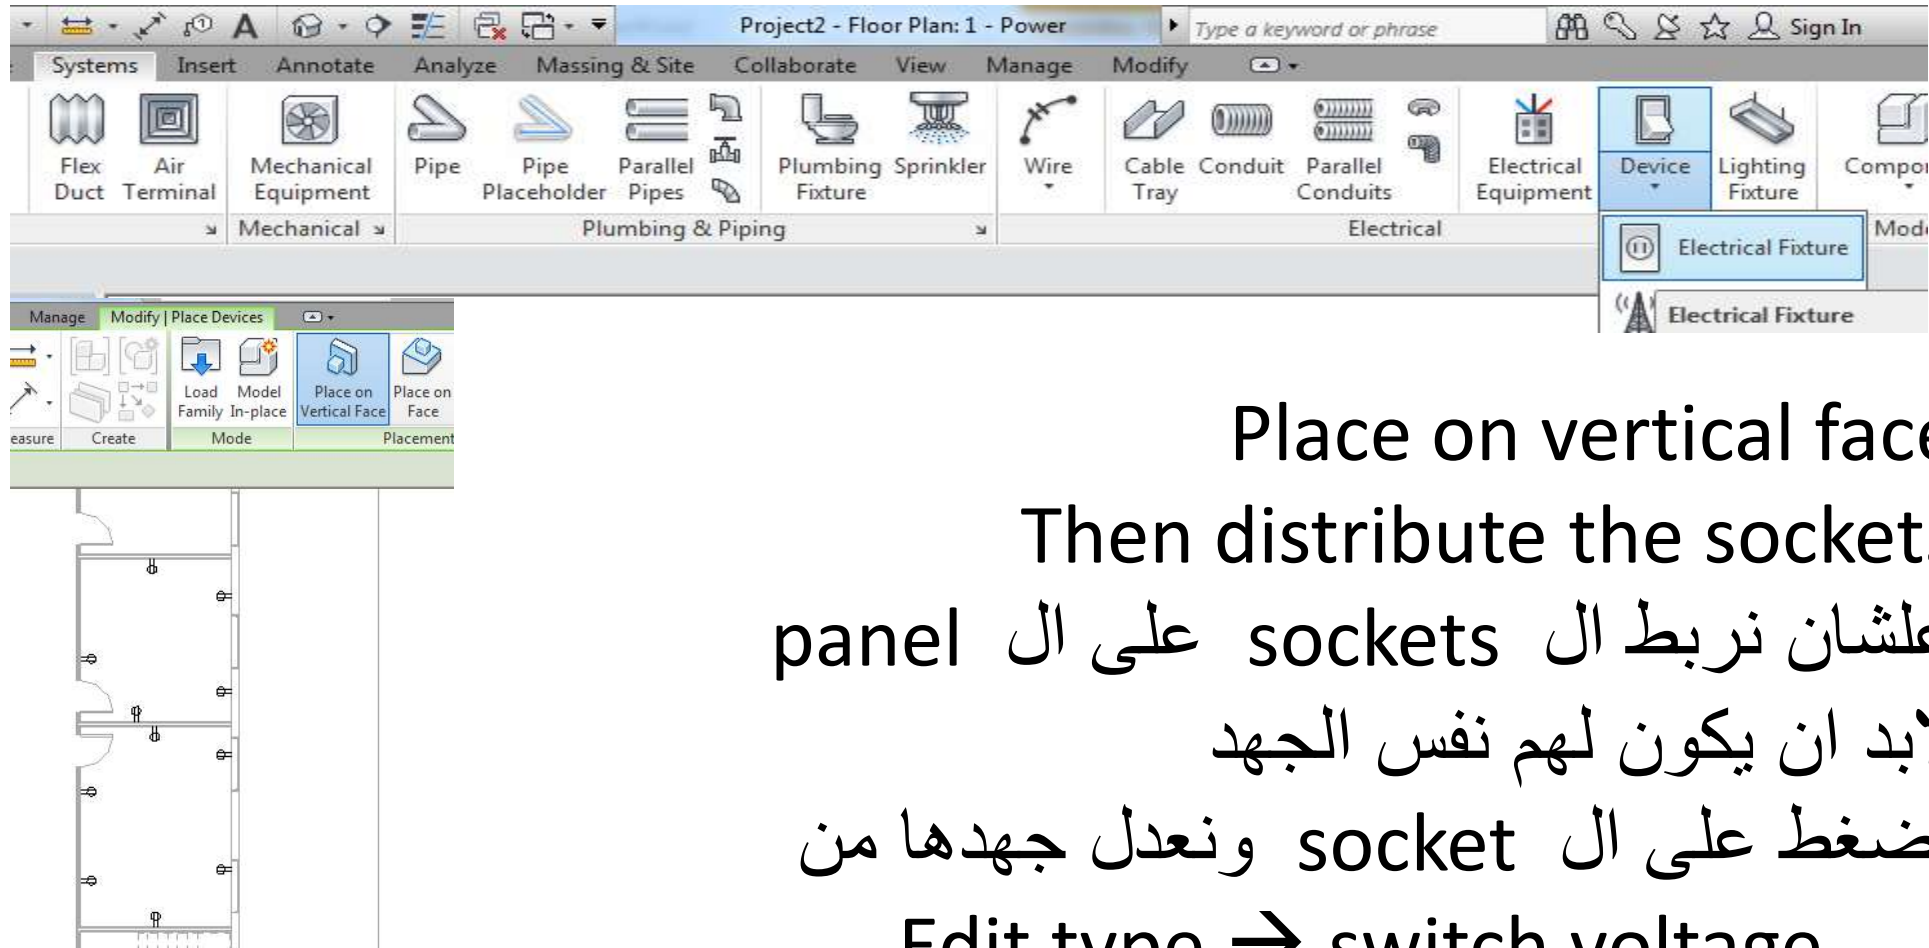 Project2 - Floor Plan: 1 - Power
Type a keyword or phrase
Sign In
Systems Insert Annotate Analyze Massing & Site Collaborate View Manage Modify
Flex Duct
Air Terminal
Mechanical Equipment
Pipe
Pipe Placeholder
Parallel Pipes
Plumbing Fixture
Sprinkler
Wire
Cable Tray
Conduit
Parallel Conduits
Electrical Equipment
Device
Lighting Fixture
Mechanical
Plumbing & Piping
Electrical
Electrical Fixture
Electrical Fixture
Manage Modify | Place Devices
Load Family
Model In-place
Place on Vertical Face
Place on Face
Create Mode Placement
Place on vertical face
Then distribute the socket
علشان نربط ال sockets على ال panel
لابد ان يكون لهم نفس الجهد
ضغط على ال socket ونعدل جهدها من
Edit type → switch voltage